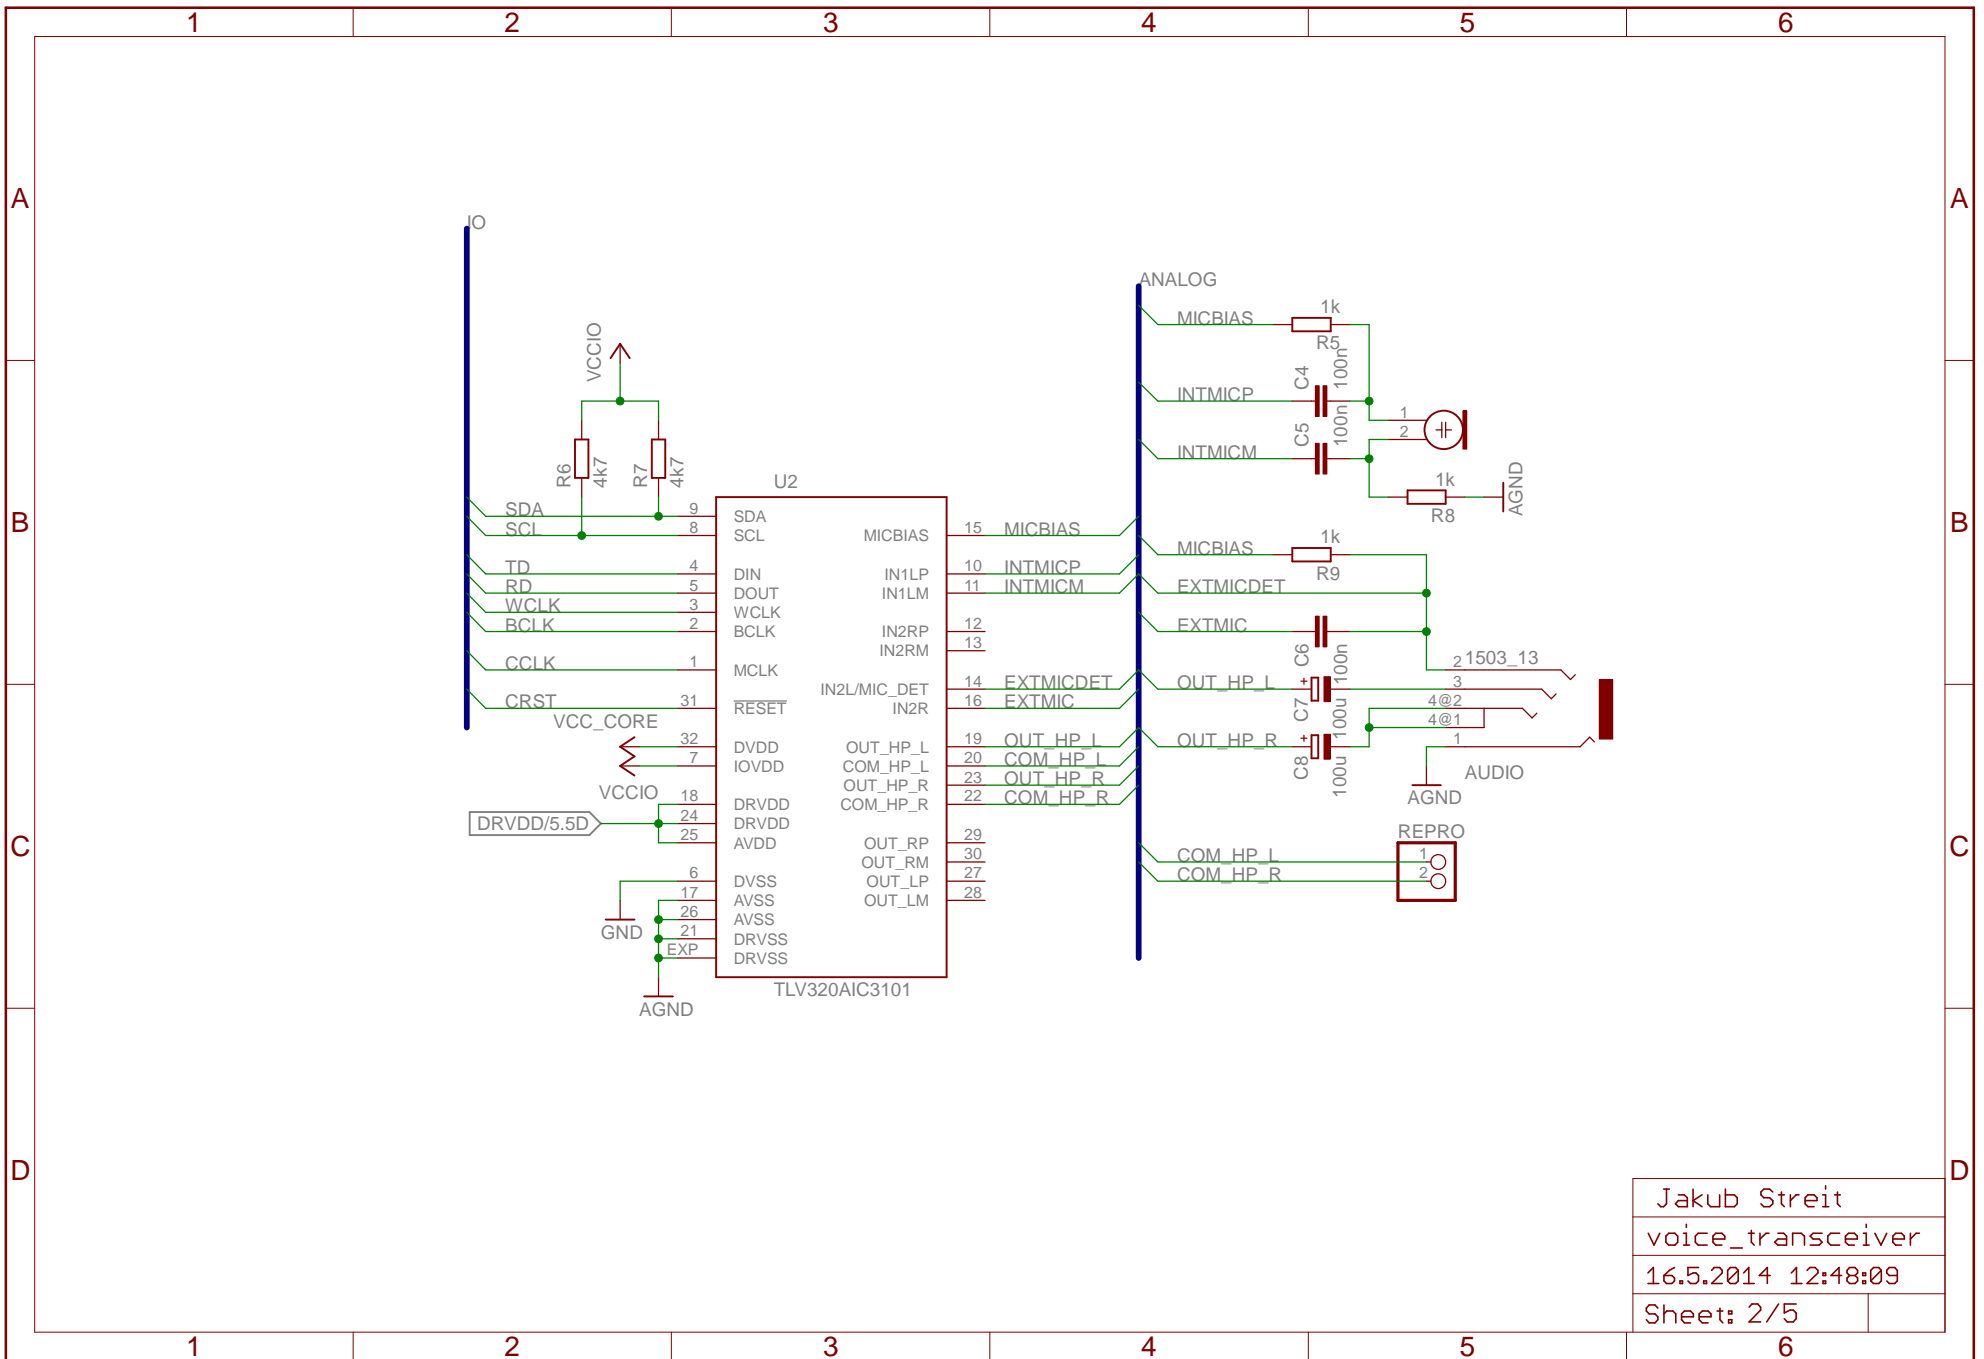 1 2 3 4 5 6
A A
IO
ANALOG
MICBIAS 1k
R5
VCCIO
INTMICP C4 100n
1
2
INTMICM C5 100n
R6 4k7 R7 4k7
1k
R8 AGND
U2
B B
SDA 9 SDA
SCL 8 SCL
MICBIAS 15 MICBIAS
MICBIAS 1k
R9
TD 4 DIN
IN1LP 10 INTMICP
RD 5 DOUT
IN1LM 11 INTMICM
EXTMICDET
WCLK 3 WCLK
BCLK 2 BCLK
IN2RP 12
IN2RM 13
EXTMIC C6 100n
CCLK 1 MCLK
2 1503_13
IN2L/MIC_DET 14 EXTMICDET
OUT_HP_L + C7 100u
3
CRST 31 RESET
IN2R 16 EXTMIC
4@2
4@1
VCC_CORE
32 DVDD
OUT_HP_L 19 OUT_HP_L
OUT_HP_R + C8 100u
1
7 IOVDD
COM_HP_L 20 COM_HP_L
AUDIO
OUT_HP_R 23 OUT_HP_R
VCCIO
AGND
18 DRVDD
COM_HP_R 22 COM_HP_R
DRVDD/5.5D 24 DRVDD
REPRO
C C
25 AVDD
OUT_RP 29
OUT_RM 30
COM_HP_L 1
6 DVSS
OUT_LP 27
COM_HP_R 2
17 AVSS
OUT_LM 28
26 AVSS
GND
21 DRVSS
EXP DRVSS
TLV320AIC3101
AGND
D D
Jakub Streit
voice_transceiver
16.5.2014 12:48:09
Sheet: 2/5
1 2 3 4 5 6